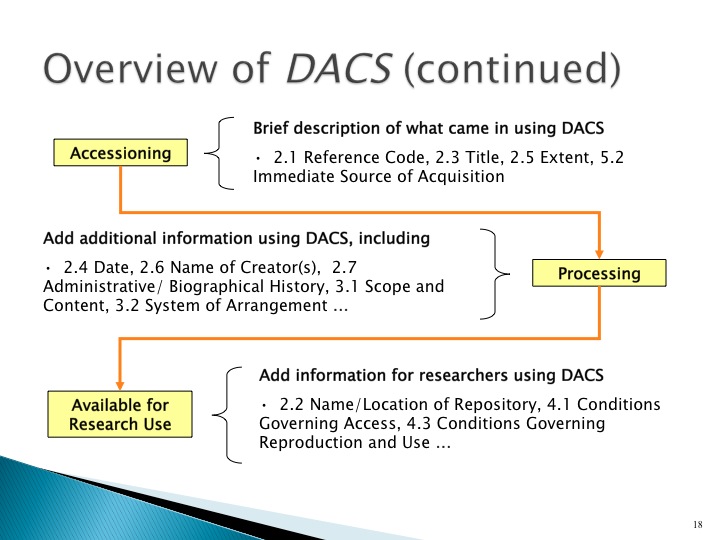 Overview of DACS (continued)
Brief description of what came in using DACS
Accessioning
• 2.1 Reference Code, 2.3 Title, 2.5 Extent, 5.2
Immediate Source of Acquisition
Add additional information using DACS, including
• 2.4 Date, 2.6 Name of Creator(s), 2.7
Administrative/ Biographical History, 3.1 Scope and
Content, 3.2 System of Arrangement …
Processing
Add information for researchers using DACS
Available for
Research Use
• 2.2 Name/Location of Repository, 4.1 Conditions
Governing Access, 4.3 Conditions Governing
Reproduction and Use …
18